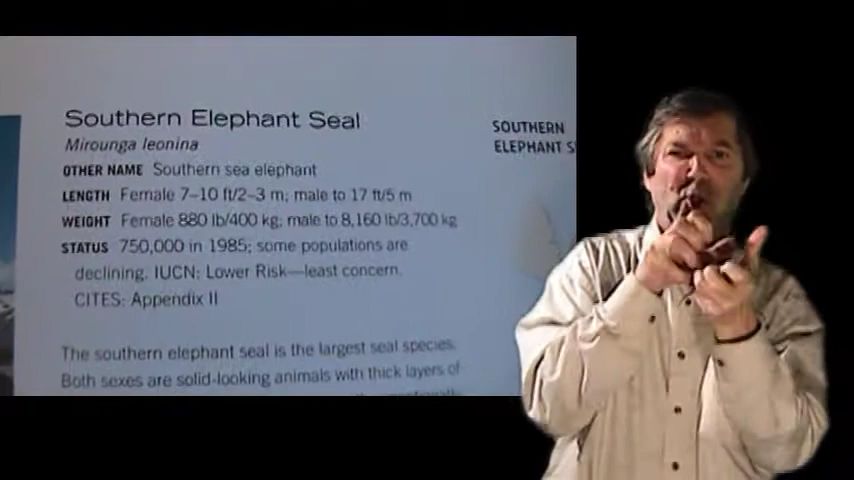 Southern Elephant Seal
Mirounga leonina
OTHER NAME Southern sea elephant
LENGTH Female 7–10 ft/2–3 m; male to 17 ft/5 m
WEIGHT Female 880 lb/400 kg; male to 8,160 lb/3,700 kg
STATUS 750,000 in 1985; some populations are
declining. IUCN: Lower Risk—least concern.
CITES: Appendix II
The southern elephant seal is the largest seal species.
Both sexes are solid-looking animals with thick layers of
SOUTHERN
ELEPHANT S